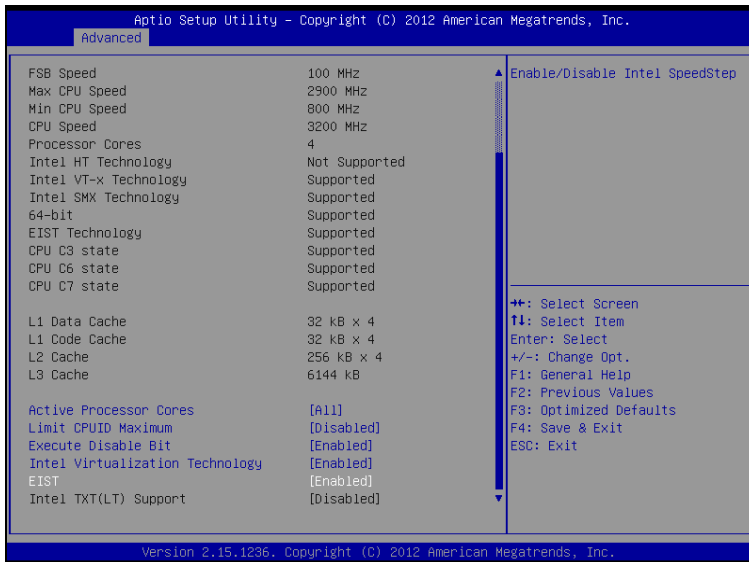 Aptio Setup Utility – Copyright (C) 2012 American Megatrends, Inc.
Advanced
FSB Speed 100 MHz
Max CPU Speed 2900 MHz
Min CPU Speed 800 MHz
CPU Speed 3200 MHz
Processor Cores 4
Intel HT Technology Not Supported
Intel VT-x Technology Supported
Intel SMX Technology Supported
64-bit Supported
EIST Technology Supported
CPU C3 state Supported
CPU C6 state Supported
CPU C7 state Supported
L1 Data Cache 32 kB x 4
L1 Code Cache 32 kB x 4
L2 Cache 256 kB x 4
L3 Cache 6144 kB
Active Processor Cores [All]
Limit CPUID Maximum [Disabled]
Execute Disable Bit [Enabled]
Intel Virtualization Technology [Enabled]
EIST [Enabled]
Intel TXT(LT) Support [Disabled]
Enable/Disable Intel SpeedStep
→←: Select Screen
↑↓: Select Item
Enter: Select
+/-: Change Opt.
F1: General Help
F2: Previous Values
F3: Optimized Defaults
F4: Save & Exit
ESC: Exit
Version 2.15.1236. Copyright (C) 2012 American Megatrends, Inc.